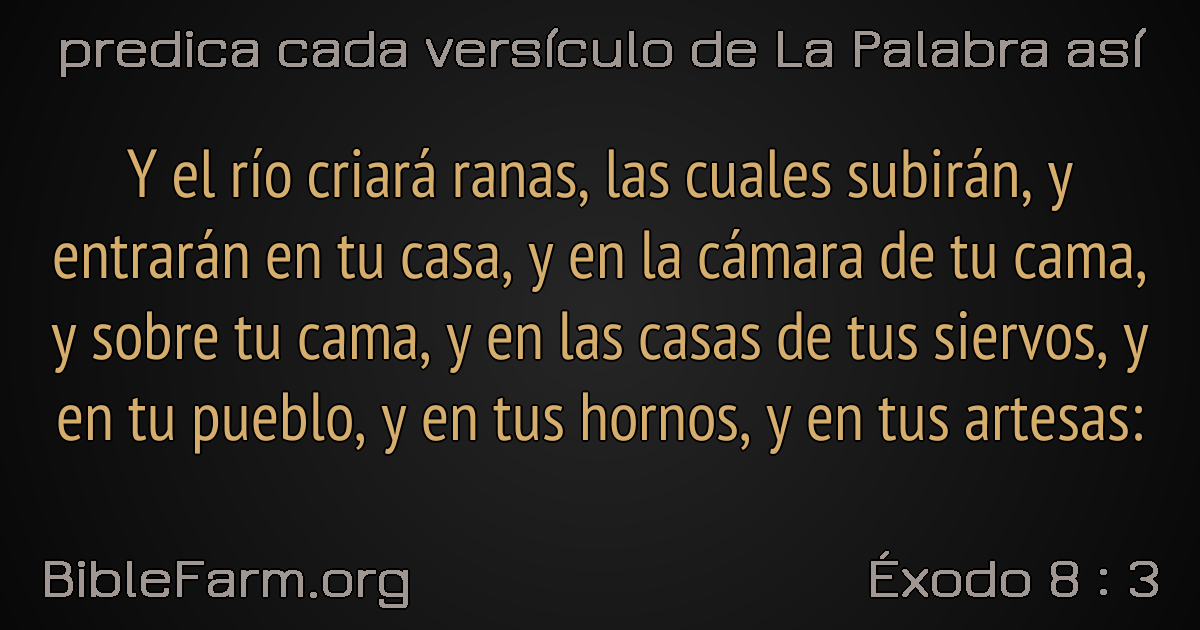 predica cada versículo de La Palabra así
Y el río criará ranas, las cuales subirán, y
entrarán en tu casa, y en la cámara de tu cama,
y sobre tu cama, y en las casas de tus siervos, y
en tu pueblo, y en tus hornos, y en tus artesas:
BibleFarm.org
Éxodo 8 : 3